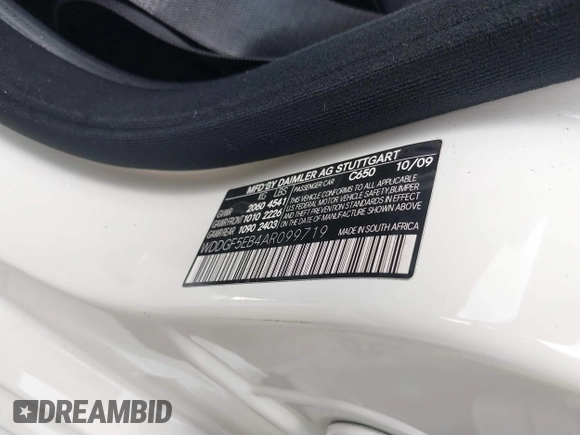 MFD BY DAIMLER AG STUTTGART
KG LBS PASSENGER CAR C650 10/09
GVWR 2060 4541 THIS VEHICLE CONFORMS TO ALL APPLICABLE
GAWR FRONT 1010 2226 U.S. FEDERAL MOTOR VEHICLE SAFETY, BUMPER
GAWR REAR 1090 2403 AND THEFT PREVENTION STANDARDS IN EFFECT
ON THE DATE OF MANUFACTURE SHOWN ABOVE.
WDDGF5EB4AR099719 MADE IN SOUTH AFRICA
DREAMBID